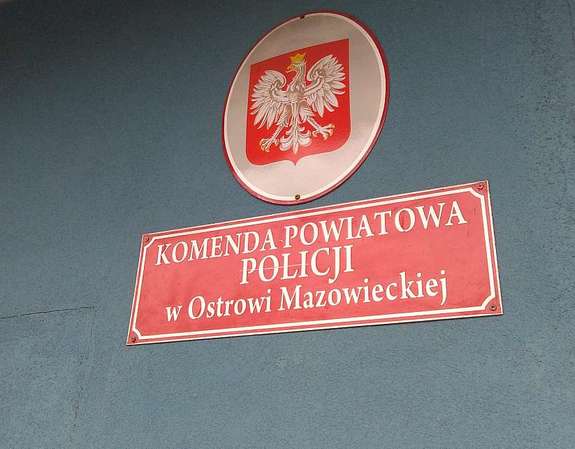 KOMENDA POWIATOWA
POLICJI
w Ostrowi Mazowieckiej